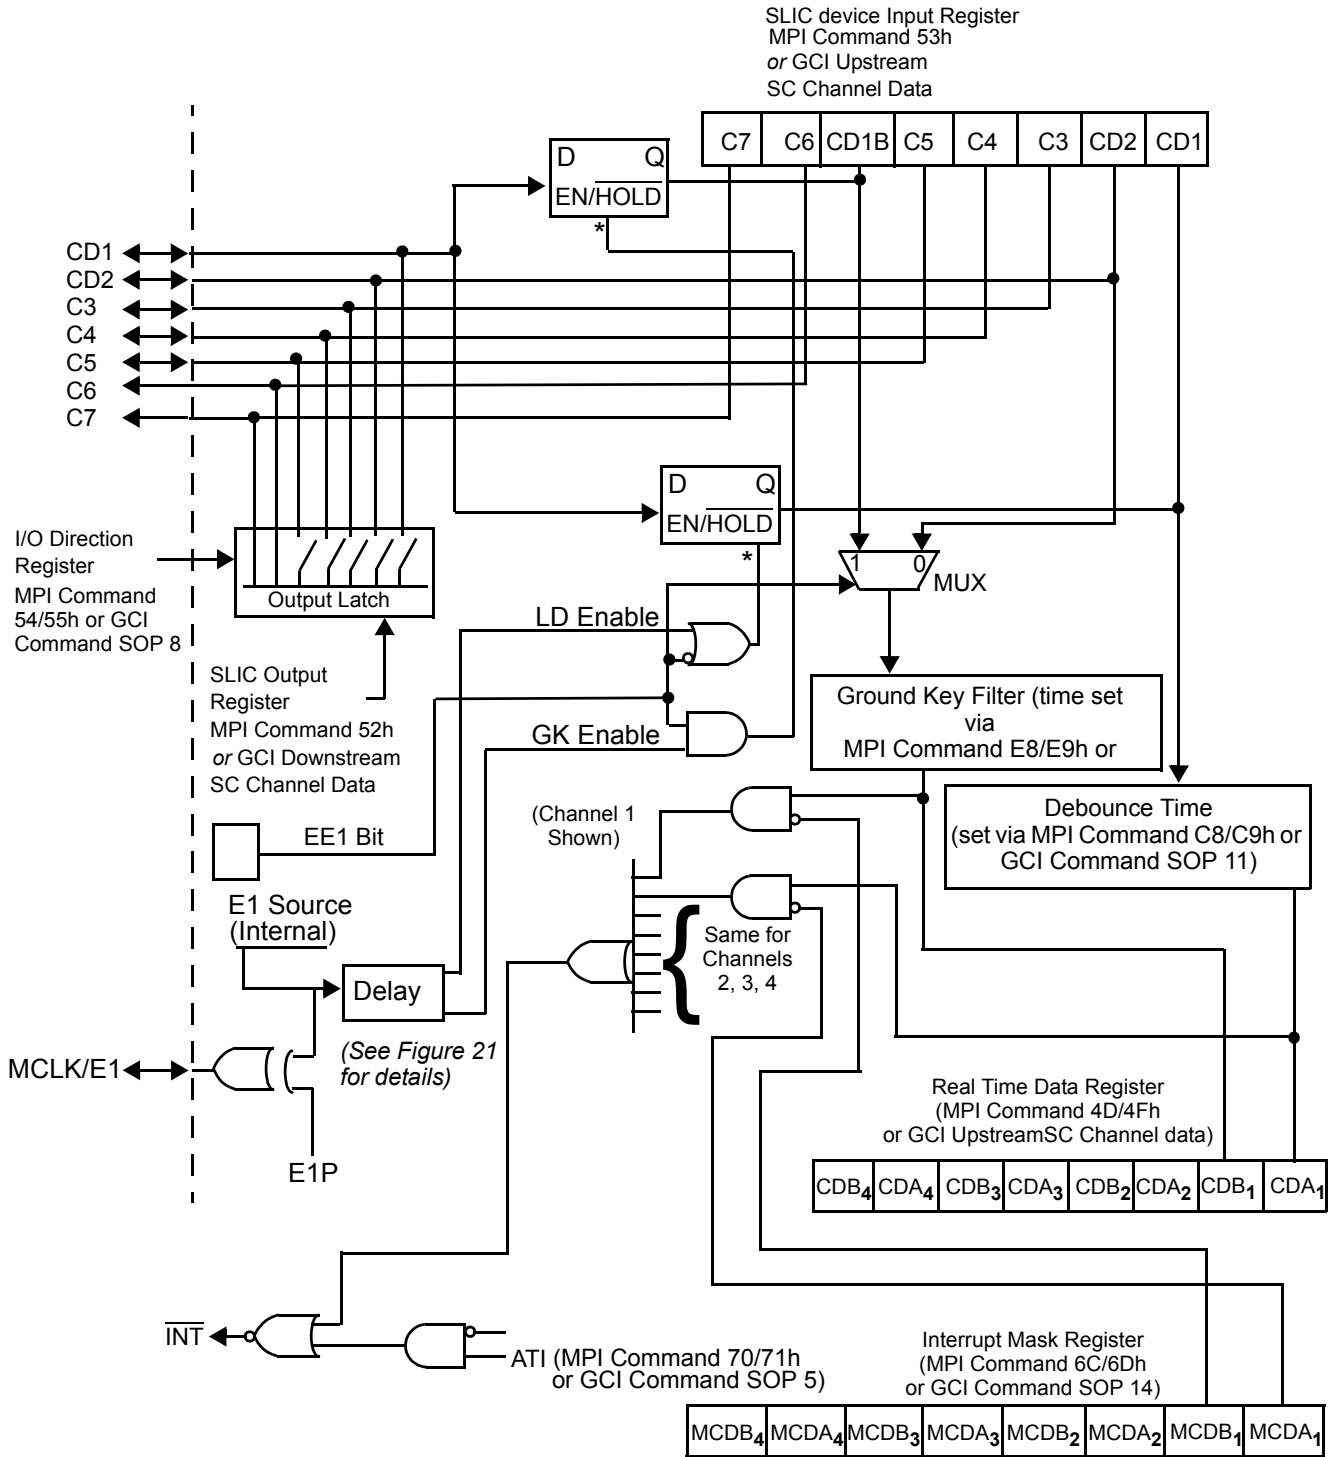 SLIC device Input Register
MPI Command 53h
or GCI Upstream
SC Channel Data
C7 C6 CD1B C5 C4 C3 CD2 CD1
D Q
EN/HOLD
*
CD1
CD2
C3
C4
C5
C6
C7
D Q
EN/HOLD
*
I/O Direction
Register
MPI Command
54/55h or GCI
Command SOP 8
Output Latch
1 0
MUX
LD Enable
SLIC Output
Register
MPI Command 52h
or GCI Downstream
SC Channel Data
GK Enable
Ground Key Filter (time set
via
MPI Command E8/E9h or
(Channel 1
Shown)
Debounce Time
(set via MPI Command C8/C9h or
GCI Command SOP 11)
EE1 Bit
E1 Source
(Internal)
Same for
Channels
2, 3, 4
Delay
(See Figure 21
for details)
MCLK/E1
E1P
Real Time Data Register
(MPI Command 4D/4Fh
or GCI UpstreamSC Channel data)
CDB4 CDA4 CDB3 CDA3 CDB2 CDA2 CDB1 CDA1
INT
ATI (MPI Command 70/71h
or GCI Command SOP 5)
Interrupt Mask Register
(MPI Command 6C/6Dh
or GCI Command SOP 14)
MCDB4 MCDA4 MCDB3 MCDA3 MCDB2 MCDA2 MCDB1 MCDA1